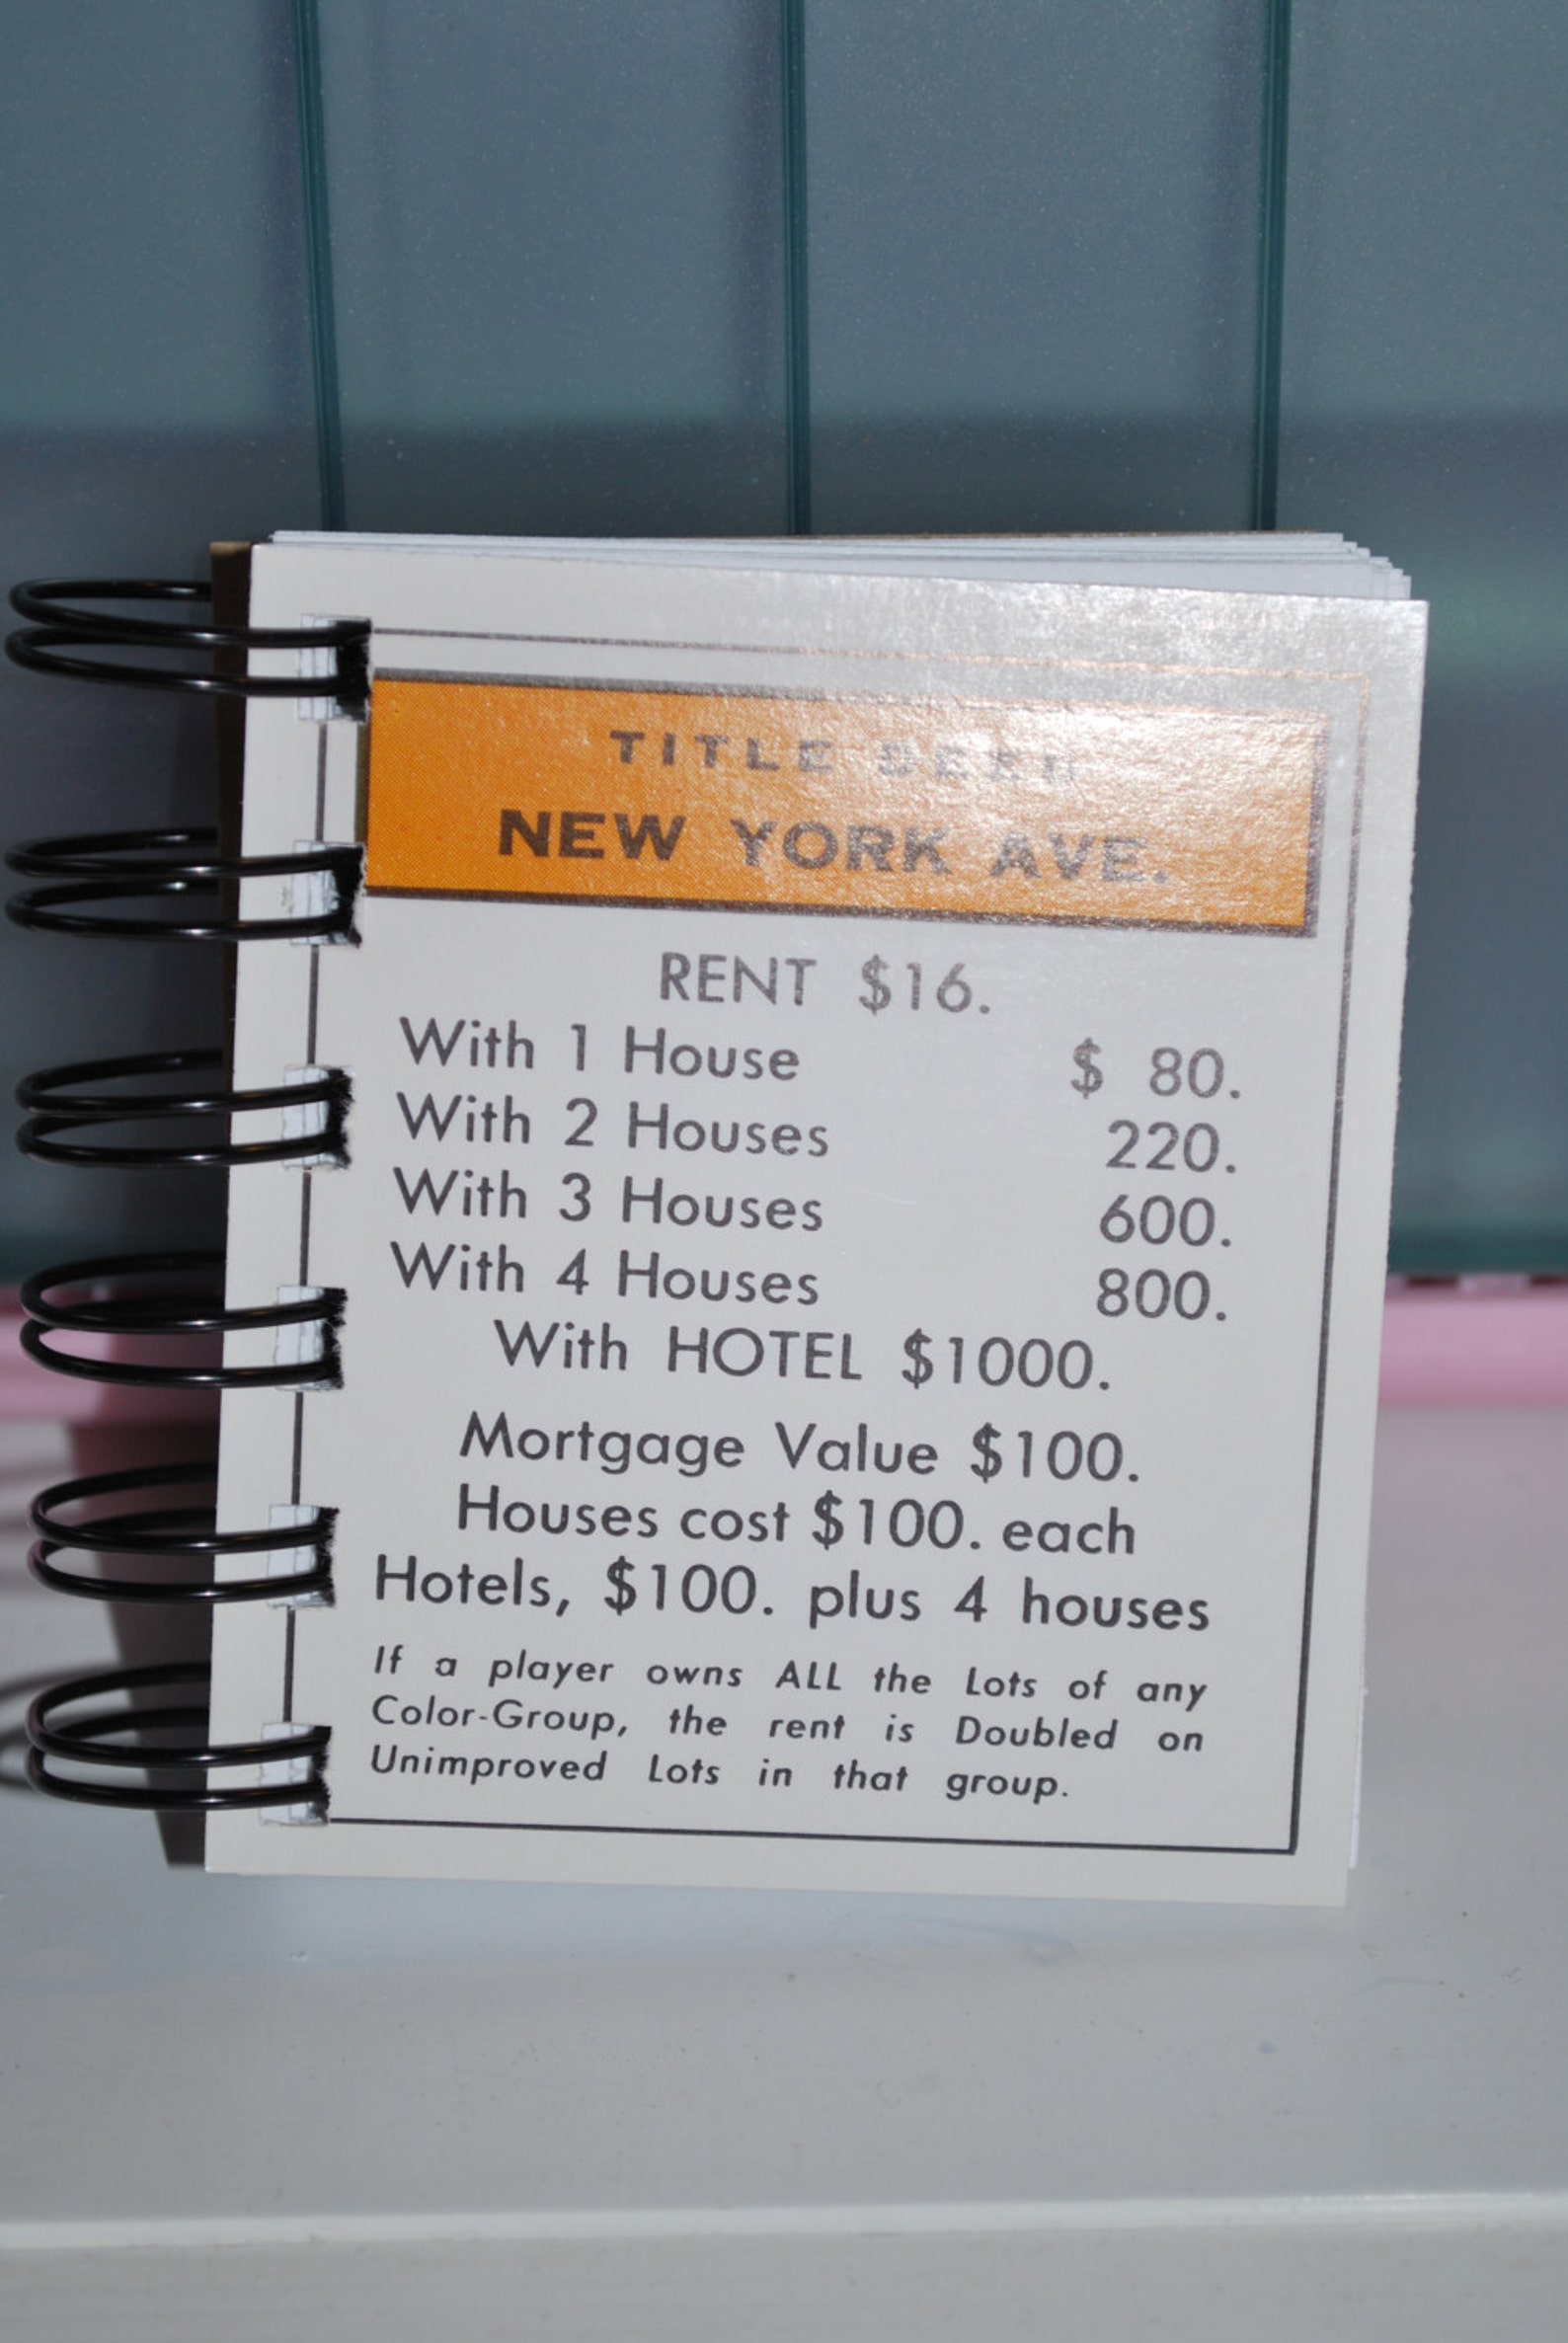 TITLE DEED
NEW YORK AVE.
RENT $16.
With 1 House $ 80.
With 2 Houses 220.
With 3 Houses 600.
With 4 Houses 800.
With HOTEL $1000.
Mortgage Value $100.
Houses cost $100. each
Hotels, $100. plus 4 houses
If a player owns ALL the Lots of any
Color-Group, the rent is Doubled on
Unimproved Lots in that group.